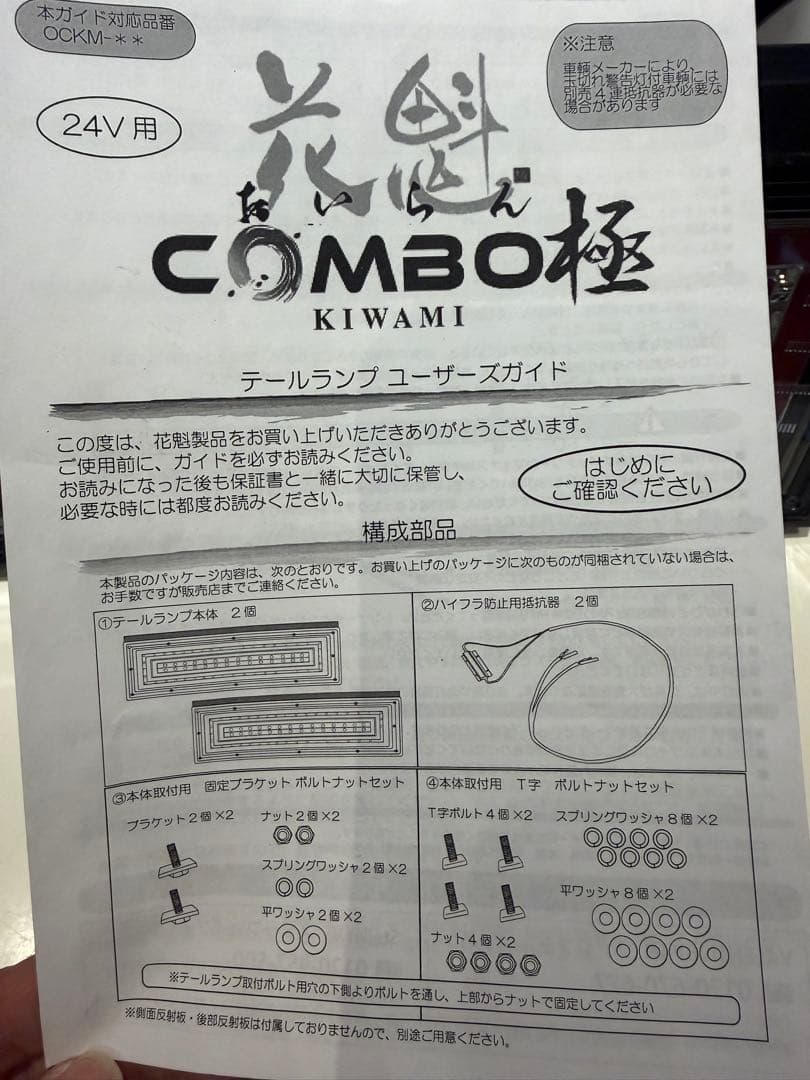 本ガイド対応品番
OCKM-**
※注意
車輌メーカーにより、
玉切れ警告灯付車輌には
別売4連抵抗器が必要な
場合があります
24V用
花魁
おいらん
COMBO極
KIWAMI
テールランプ ユーザーズガイド
この度は、花魁製品をお買い上げいただきありがとうございます。
ご使用前に、ガイドを必ずお読みください。
お読みになった後も保証書と一緒に大切に保管し、
必要な時には都度お読みください。
はじめに
ご確認ください
構成部品
本製品のパッケージ内容は、次のとおりです。お買い上げのパッケージに次のものが同梱されていない場合は、
お手数ですが販売店までご連絡ください。
①テールランプ本体 2個
②ハイフラ防止用抵抗器 2個
③本体取付用 固定ブラケット ボルトナットセット
ブラケット2個×2
ナット2個×2
スプリングワッシャ2個×2
平ワッシャ2個×2
④本体取付用 T字 ボルトナットセット
T字ボルト4個×2
スプリングワッシャ8個×2
平ワッシャ8個×2
ナット4個×2
※テールランプ取付ボルト用穴の下側よりボルトを通し、上部からナットで固定してください
※側面反射板・後部反射板は付属しておりませんので、別途ご用意ください。